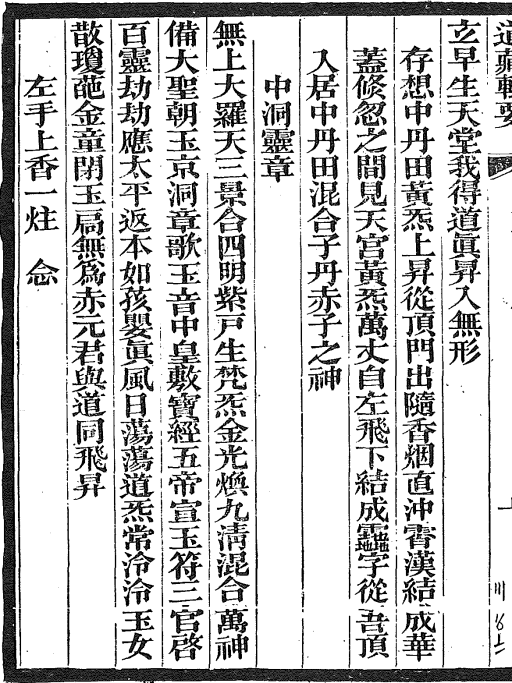 道藏輯要
玄早生天堂我得道眞昇入無形
存想中丹田黃炁上昇從頂門出隨香烟直沖霄漢結成華
蓋倐忽之間見天宮黃炁萬丈自左飛下結成靈字從吾頂
入居中丹田混合子丹赤子之神
中洞靈章
無上大羅天三景合四明紫戸生梵炁金光煥九清混合萬神
備大聖朝玉京洞章歌玉音中皇敷寶經五帝宣玉符三官啓
百靈劫劫應太平返本如孩嬰眞風日蕩蕩道炁常泠泠玉女
散瓊葩金童閉玉扃無為赤元君與道同飛昇
左手上香一炷 念